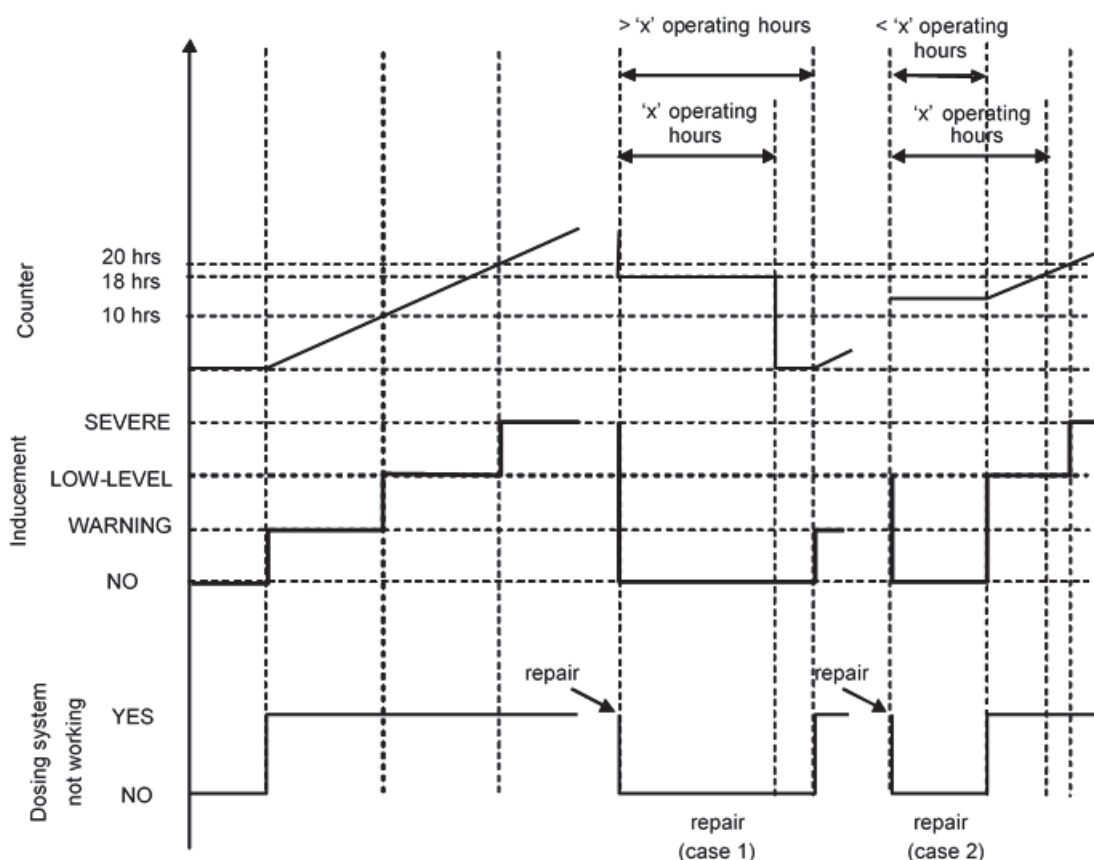 > ‘x’ operating hours
< ‘x’
operating
hours
‘x’ operating
hours
‘x’ operating
hours
Counter
20 hrs
18 hrs
10 hrs
Inducement
SEVERE
LOW-LEVEL
WARNING
NO
Dosing system
not working
YES
NO
repair
repair
repair
(case 1)
repair
(case 2)